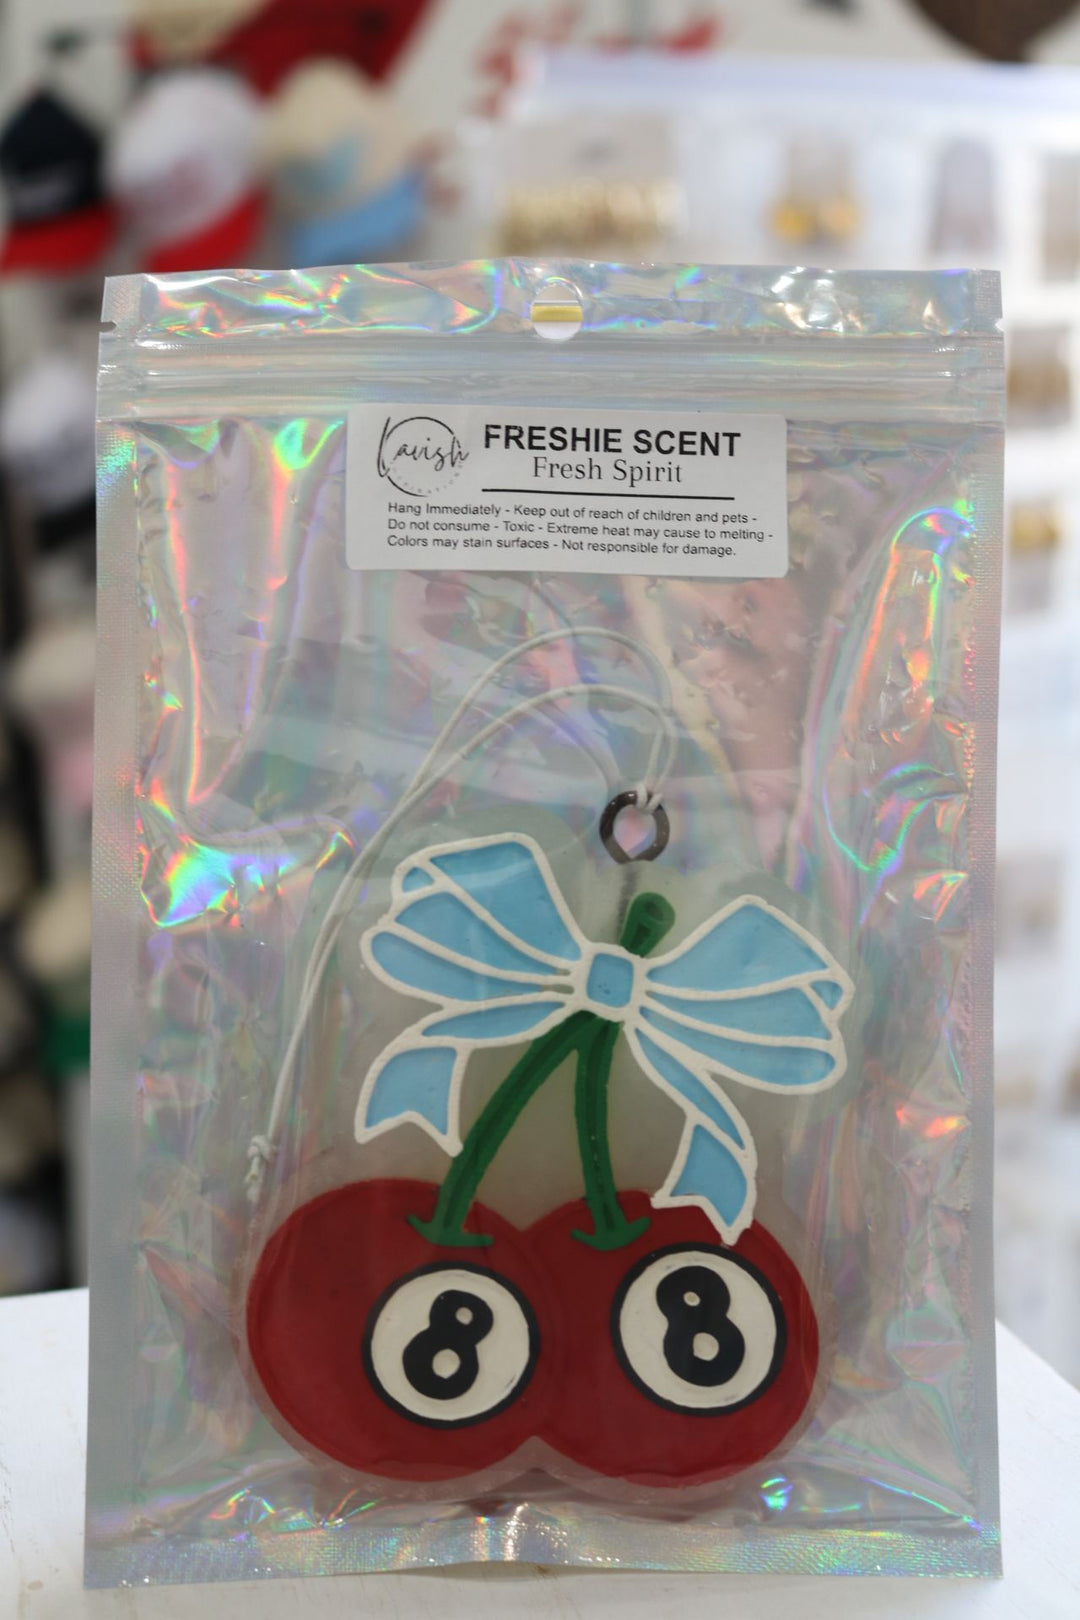 Lavish
FRESHIE SCENT
Fresh Spirit
Hang Immediately - Keep out of reach of children and pets -
Do not consume - Toxic - Extreme heat may cause to melting -
Colors may stain surfaces - Not responsible for damage.
8 8